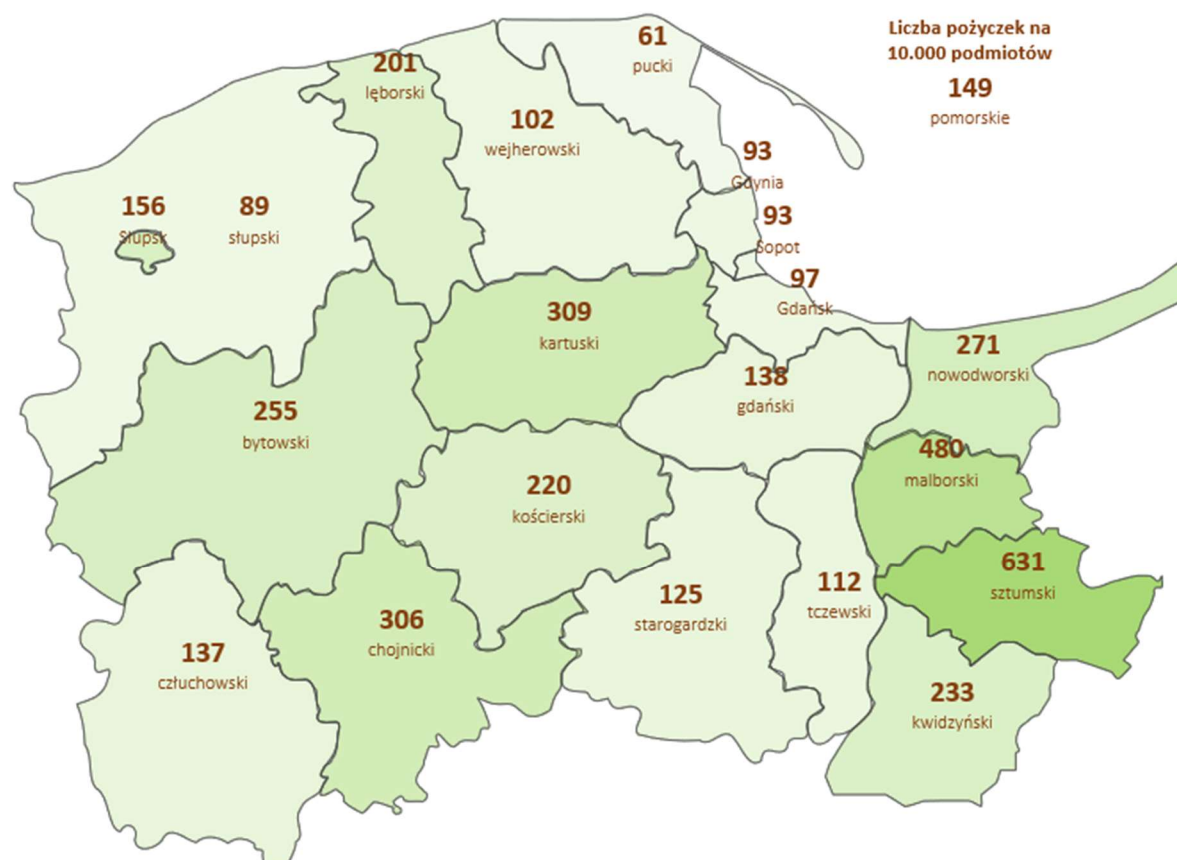 Liczba pożyczek na
10.000 podmiotów
149
pomorskie
61
pucki
201
lęborski
102
wejherowski
93
Gdynia
156
Słupsk
89
słupski
93
Sopot
97
Gdańsk
309
kartuski
271
nowodworski
138
gdański
255
bytowski
480
malborski
220
kościerski
631
sztumski
112
tczewski
125
starogardzki
306
chojnicki
137
człuchowski
233
kwidzyński